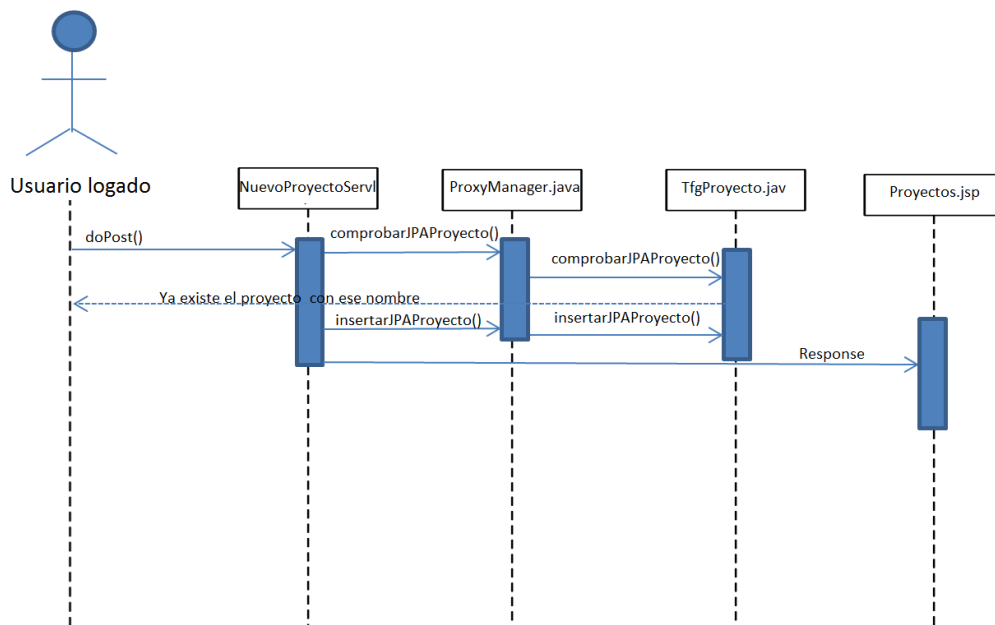 Usuario logado
NuevoProyectoServl
.
ProxyManager.java
TfgProyecto.jav
Proyectos.jsp
doPost()
comprobarJPAProyecto()
comprobarJPAProyecto()
Ya existe el proyecto con ese nombre
insertarJPAProyecto()
insertarJPAProyecto()
Response